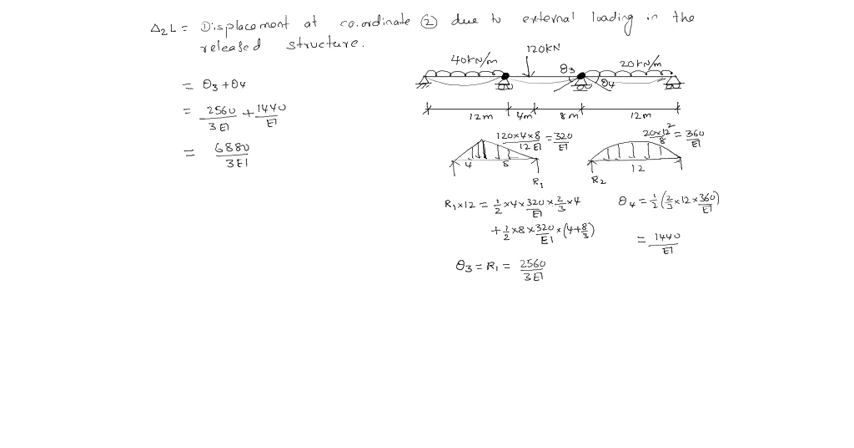 Δ₂L = Displacement at co.ordinate ② due to external loading in the
released structure.
= θ₃ + θ₄
= 2560/3EI + 1440/EI
= 6880/3EI
40kN/m
120KN
θ₃
20kN/m
θ₄
12m 4m 8m 12m
120×4×8/12EI = 320/EI
20×12²/8 = 360/EI
4 8
12
R₁
R₂
R₁×12 = ½×4×320/EI×⅔×4
+½×8×320/EI×(4+8/3)
θ₃ = R₁ = 2560/3EI
θ₄ = ½(⅔×12×360/EI)
= 1440/EI